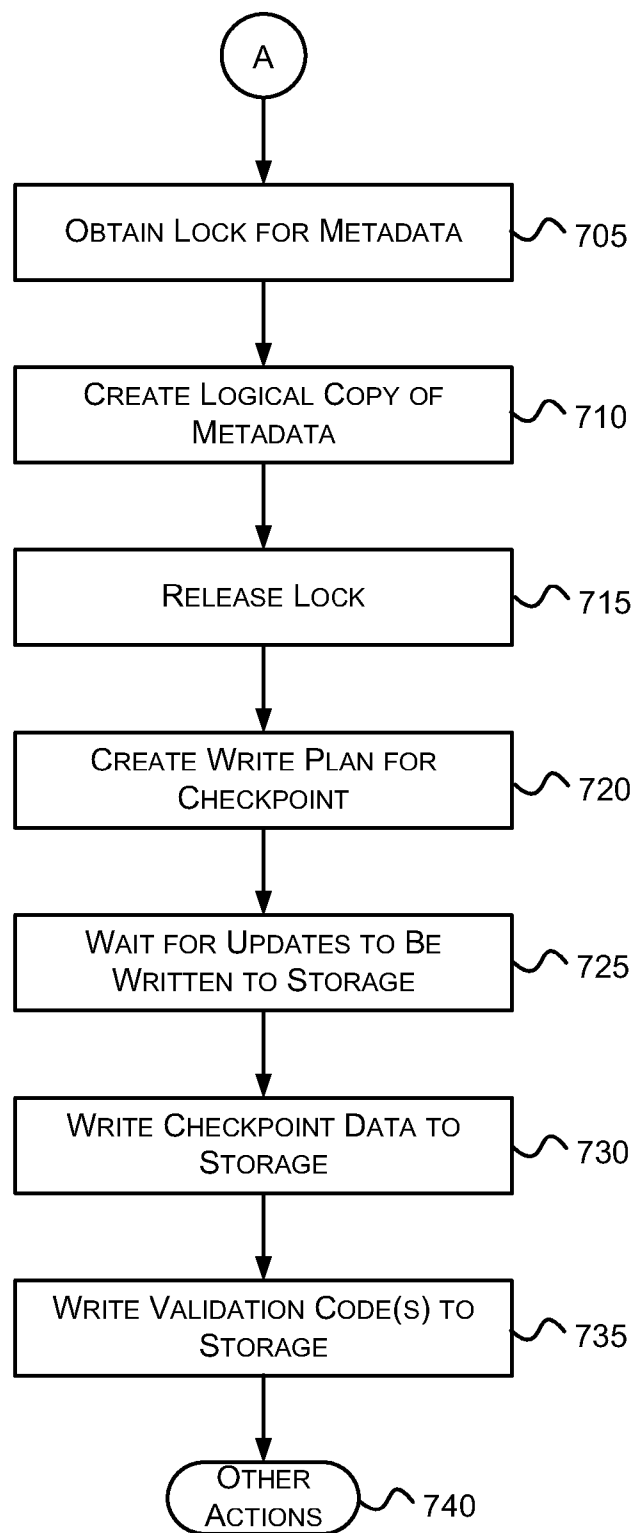 A
OBTAIN LOCK FOR METADATA
705
CREATE LOGICAL COPY OF
METADATA
710
RELEASE LOCK
715
CREATE WRITE PLAN FOR
CHECKPOINT
720
WAIT FOR UPDATES TO BE
WRITTEN TO STORAGE
725
WRITE CHECKPOINT DATA TO
STORAGE
730
WRITE VALIDATION CODE(S) TO
STORAGE
735
OTHER
ACTIONS
740